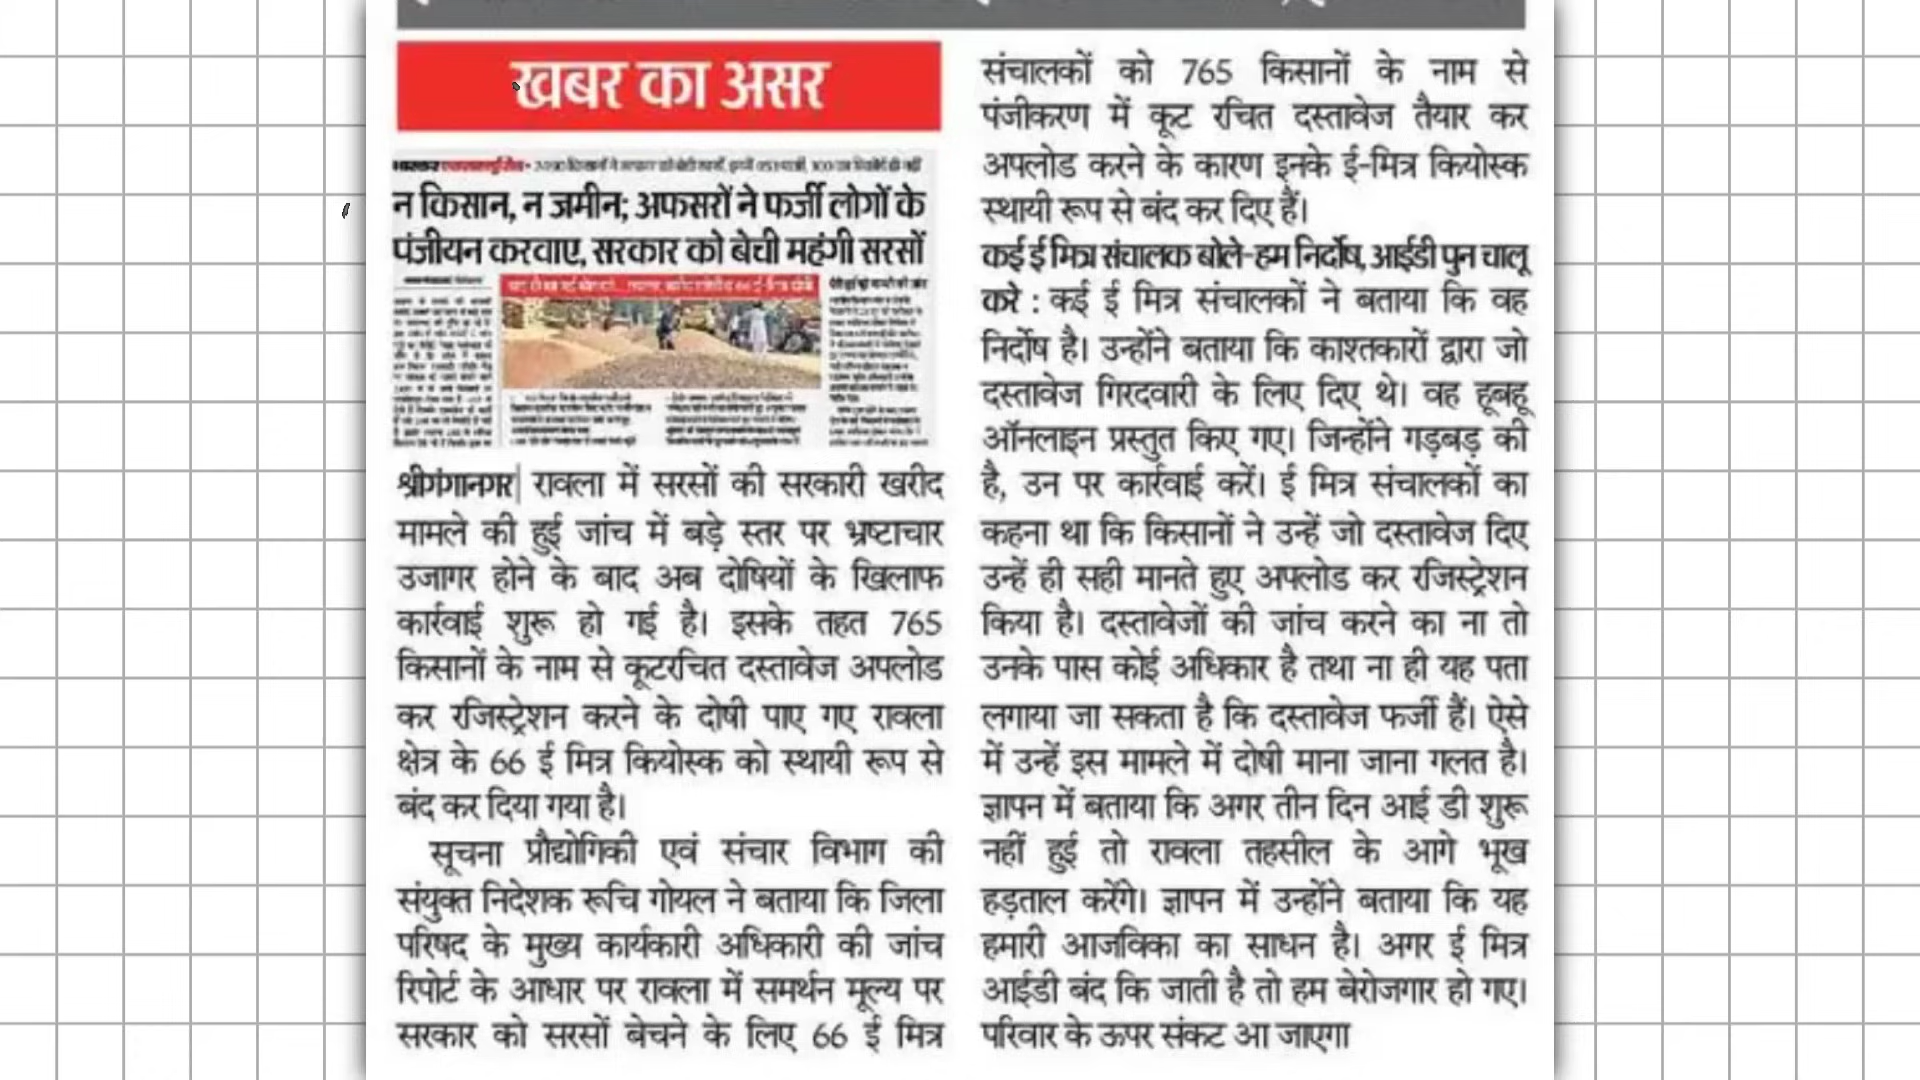 खबर का असर
न किसान, न जमीन; अफसरों ने फर्जी लोगों के
पंजीयन करवाए, सरकार को बेची महंगी सरसों
श्रीगंगानगर| रावला में सरसों की सरकारी खरीद
मामले की हुई जांच में बड़े स्तर पर भ्रष्टाचार
उजागर होने के बाद अब दोषियों के खिलाफ
कार्रवाई शुरू हो गई है। इसके तहत 765
किसानों के नाम से कूटरचित दस्तावेज अपलोड
कर रजिस्ट्रेशन करने के दोषी पाए गए रावला
क्षेत्र के 66 ई मित्र कियोस्क को स्थायी रूप से
बंद कर दिया गया है।
सूचना प्रौद्योगिकी एवं संचार विभाग की
संयुक्त निदेशक रूचि गोयल ने बताया कि जिला
परिषद के मुख्य कार्यकारी अधिकारी की जांच
रिपोर्ट के आधार पर रावला में समर्थन मूल्य पर
सरकार को सरसों बेचने के लिए 66 ई मित्र
संचालकों को 765 किसानों के नाम से
पंजीकरण में कूट रचित दस्तावेज तैयार कर
अपलोड करने के कारण इनके ई-मित्र कियोस्क
स्थायी रूप से बंद कर दिए हैं।
कई ई मित्र संचालक बोले-हम निर्दोष, आईडी पुन चालू
करे : कई ई मित्र संचालकों ने बताया कि वह
निर्दोष है। उन्होंने बताया कि काश्तकारों द्वारा जो
दस्तावेज गिरदवारी के लिए दिए थे। वह हूबहू
ऑनलाइन प्रस्तुत किए गए। जिन्होंने गड़बड़ की
है, उन पर कार्रवाई करें। ई मित्र संचालकों का
कहना था कि किसानों ने उन्हें जो दस्तावेज दिए
उन्हें ही सही मानते हुए अपलोड कर रजिस्ट्रेशन
किया है। दस्तावेजों की जांच करने का ना तो
उनके पास कोई अधिकार है तथा ना ही यह पता
लगाया जा सकता है कि दस्तावेज फर्जी हैं। ऐसे
में उन्हें इस मामले में दोषी माना जाना गलत है।
ज्ञापन में बताया कि अगर तीन दिन आई डी शुरू
नहीं हुई तो रावला तहसील के आगे भूख
हड़ताल करेंगे। ज्ञापन में उन्होंने बताया कि यह
हमारी आजविका का साधन है। अगर ई मित्र
आईडी बंद कि जाती है तो हम बेरोजगार हो गए।
परिवार के ऊपर संकट आ जाएगा